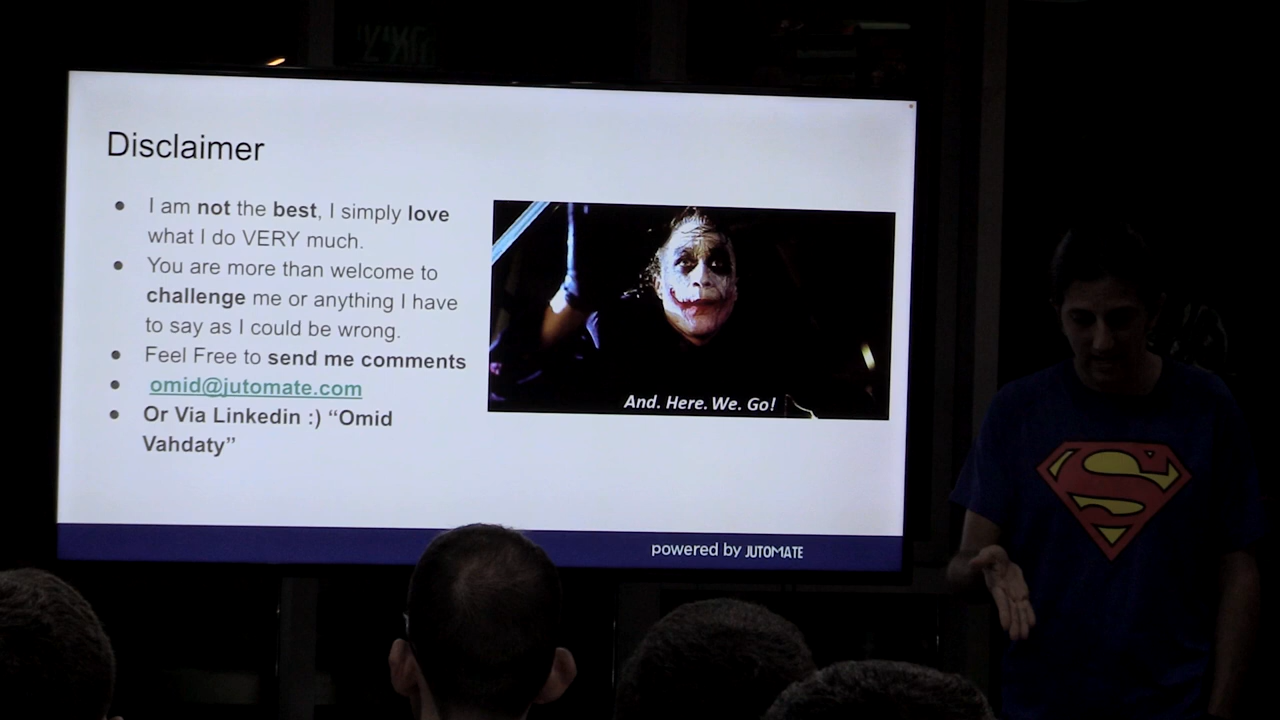 Disclaimer
I am not the best, I simply love
what I do VERY much.
You are more than welcome to
challenge me or anything I have
to say as I could be wrong.
Feel Free to send me comments
omid@jutomate.com
Or Via Linkedin :) “Omid
Vahdaty”
And. Here. We. Go!
powered by JUTOMATE
S